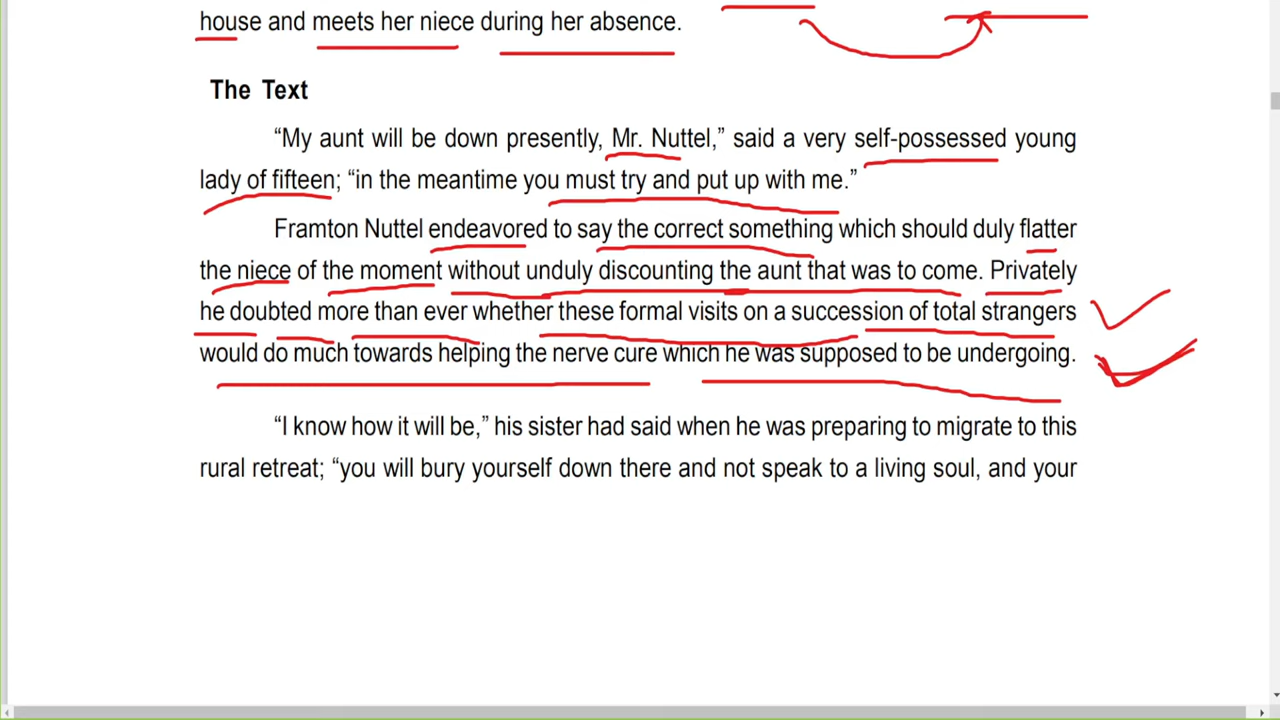 house and meets her niece during her absence.
The Text
“My aunt will be down presently, Mr. Nuttel,” said a very self-possessed young
lady of fifteen; “in the meantime you must try and put up with me.”
Framton Nuttel endeavored to say the correct something which should duly flatter
the niece of the moment without unduly discounting the aunt that was to come. Privately
he doubted more than ever whether these formal visits on a succession of total strangers
would do much towards helping the nerve cure which he was supposed to be undergoing.
“I know how it will be,” his sister had said when he was preparing to migrate to this
rural retreat; “you will bury yourself down there and not speak to a living soul, and your